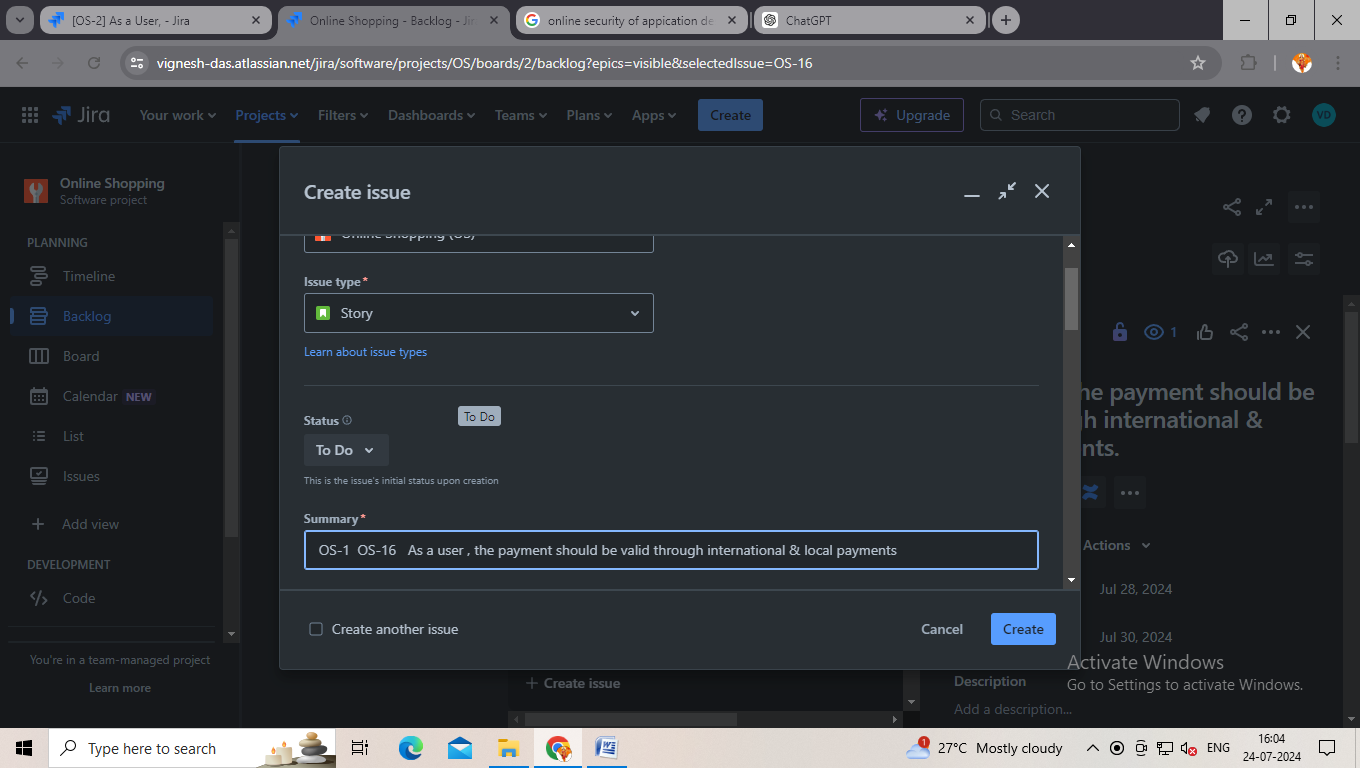 [OS-2] As a User, - Jira
Online Shopping - Backlog - Jira
online security of appication de
ChatGPT
vignesh-das.atlassian.net/jira/software/projects/OS/boards/2/backlog?epics=visible&selectedIssue=OS-16
Jira
Your work
Projects
Filters
Dashboards
Teams
Plans
Apps
Create
Upgrade
Search
VD
Online Shopping
Software project
PLANNING
Timeline
Backlog
Board
Calendar NEW
List
Issues
Add view
DEVELOPMENT
Code
You're in a team-managed project
Learn more
Create issue
Online Shopping (OS)
Issue type*
Story
Learn about issue types
Status
To Do
To Do
This is the issue's initial status upon creation
Summary*
OS-1 OS-16 As a user , the payment should be valid through international & local payments
Create another issue
Cancel
Create
1
he payment should be
gh international &
nts.
Actions
Jul 28, 2024
Jul 30, 2024
Activate Windows
Go to Settings to activate Windows.
Description
Add a description...
+ Create issue
Type here to search
1
27°C Mostly cloudy
ENG
16:04
24-07-2024